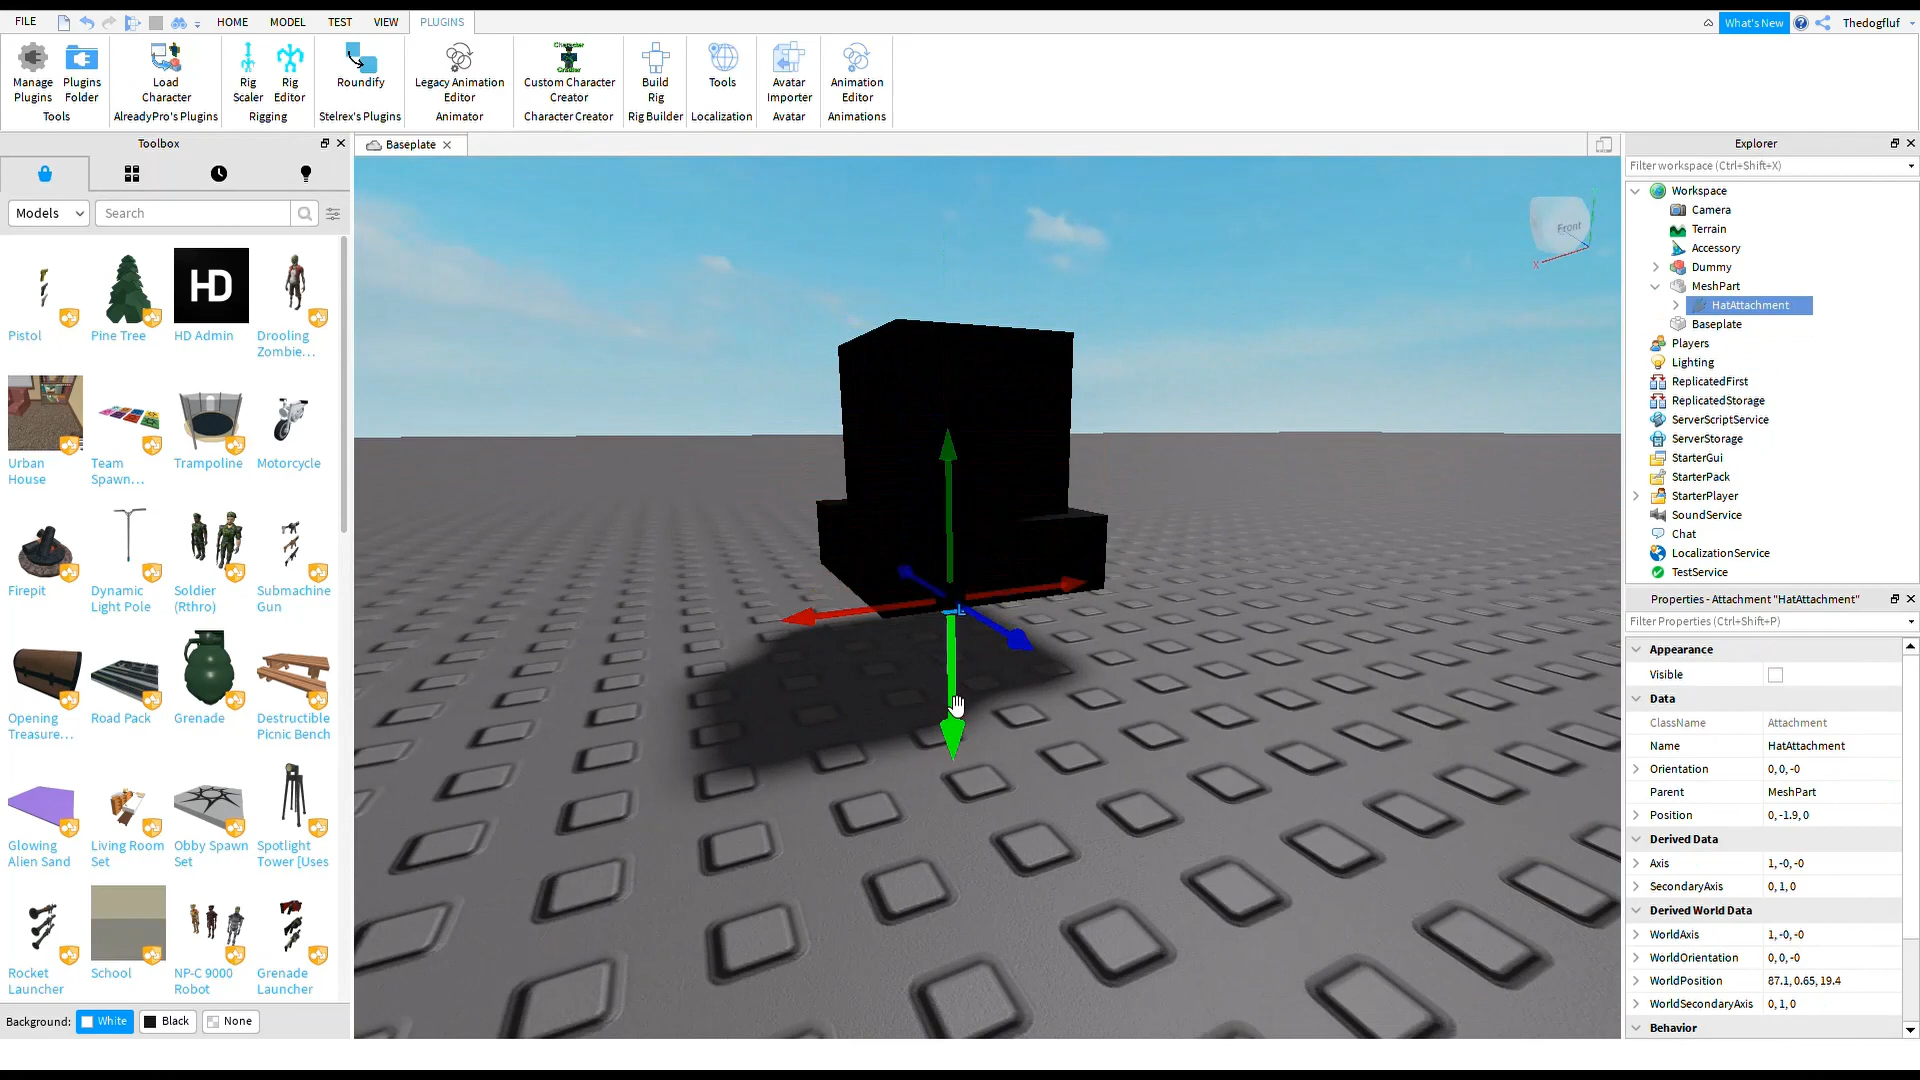 FILE HOME MODEL TEST VIEW PLUGINS What's New Thedogfluf
Manage Plugins
Plugins Folder
Tools
Load Character
AlreadyPro's Plugins
Rig Scaler
Rig Editor
Rigging
Roundify
Stelrex's Plugins
Legacy Animation Editor
Animator
Character Creator
Custom Character Creator
Character Creator
Build Rig
Rig Builder
Tools
Localization
Avatar Importer
Avatar
Animation Editor
Animations
Toolbox
Models
Search
Pistol
Pine Tree
HD
HD Admin
Drooling Zombie...
Urban House
Team Spawn...
Trampoline
Motorcycle
Firepit
Dynamic Light Pole
Soldier (Rthro)
Submachine Gun
Opening Treasure...
Road Pack
Grenade
Destructible Picnic Bench
Glowing Alien Sand
Living Room Set
Obby Spawn Set
Spotlight Tower [Uses
Rocket Launcher
School
NP-C 9000 Robot
Grenade Launcher
Background: White Black None
Baseplate
Front
X
Explorer
Filter workspace (Ctrl+Shift+X)
Workspace
Camera
Terrain
Accessory
Dummy
MeshPart
HatAttachment
Baseplate
Players
Lighting
ReplicatedFirst
ReplicatedStorage
ServerScriptService
ServerStorage
StarterGui
StarterPack
StarterPlayer
SoundService
Chat
LocalizationService
TestService
Properties - Attachment "HatAttachment"
Filter Properties (Ctrl+Shift+P)
Appearance
Visible
Data
ClassName Attachment
Name HatAttachment
Orientation 0, 0, -0
Parent MeshPart
Position 0, -1.9, 0
Derived Data
Axis 1, -0, -0
SecondaryAxis 0, 1, 0
Derived World Data
WorldAxis 1, -0, -0
WorldOrientation 0, 0, -0
WorldPosition 87.1, 0.65, 19.4
WorldSecondaryAxis 0, 1, 0
Behavior